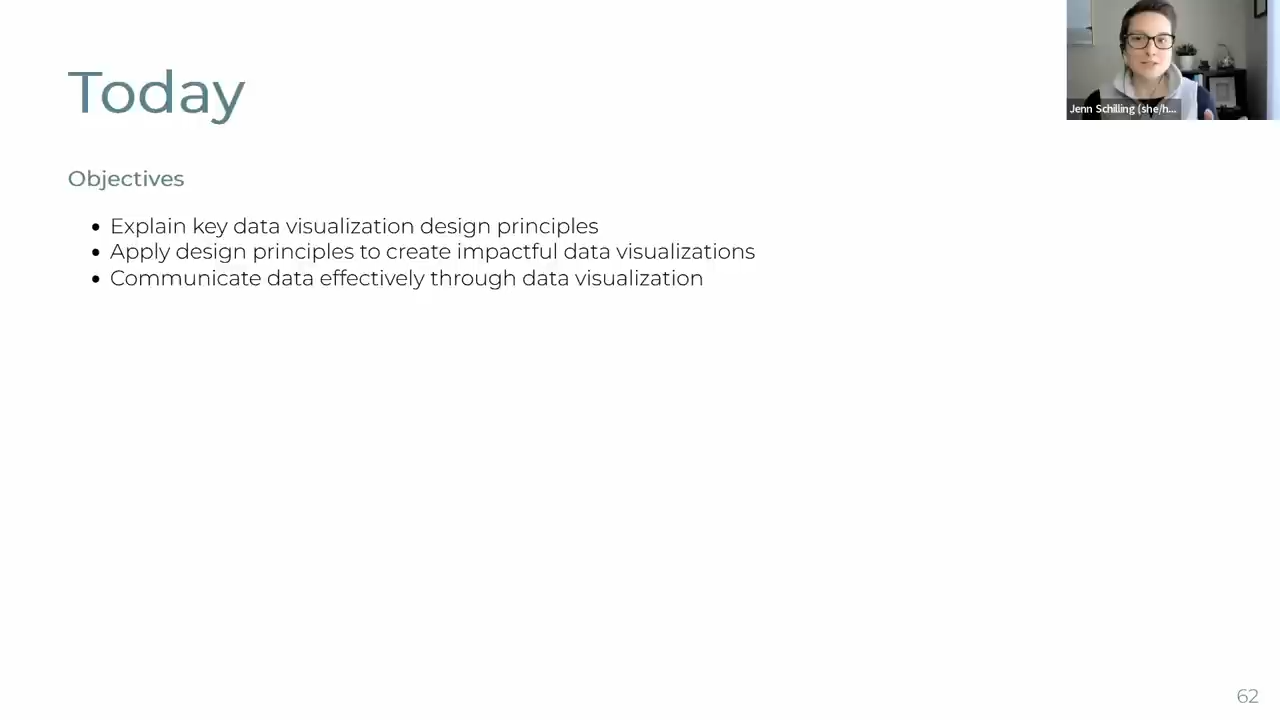 Today
Jenn Schilling (she/h...
Objectives
Explain key data visualization design principles
Apply design principles to create impactful data visualizations
Communicate data effectively through data visualization
62